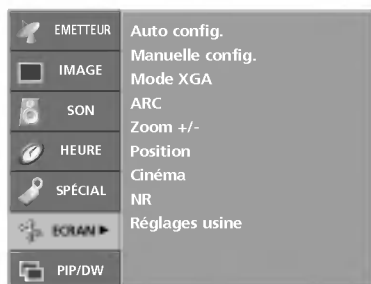 EMETTEUR
IMAGE
SON
HEURE
SPÉCIAL
ECRAN ►
PIP/DW
Auto config.
Manuelle config.
Mode XGA
ARC
Zoom +/-
Position
Cinéma
NR
Réglages usine